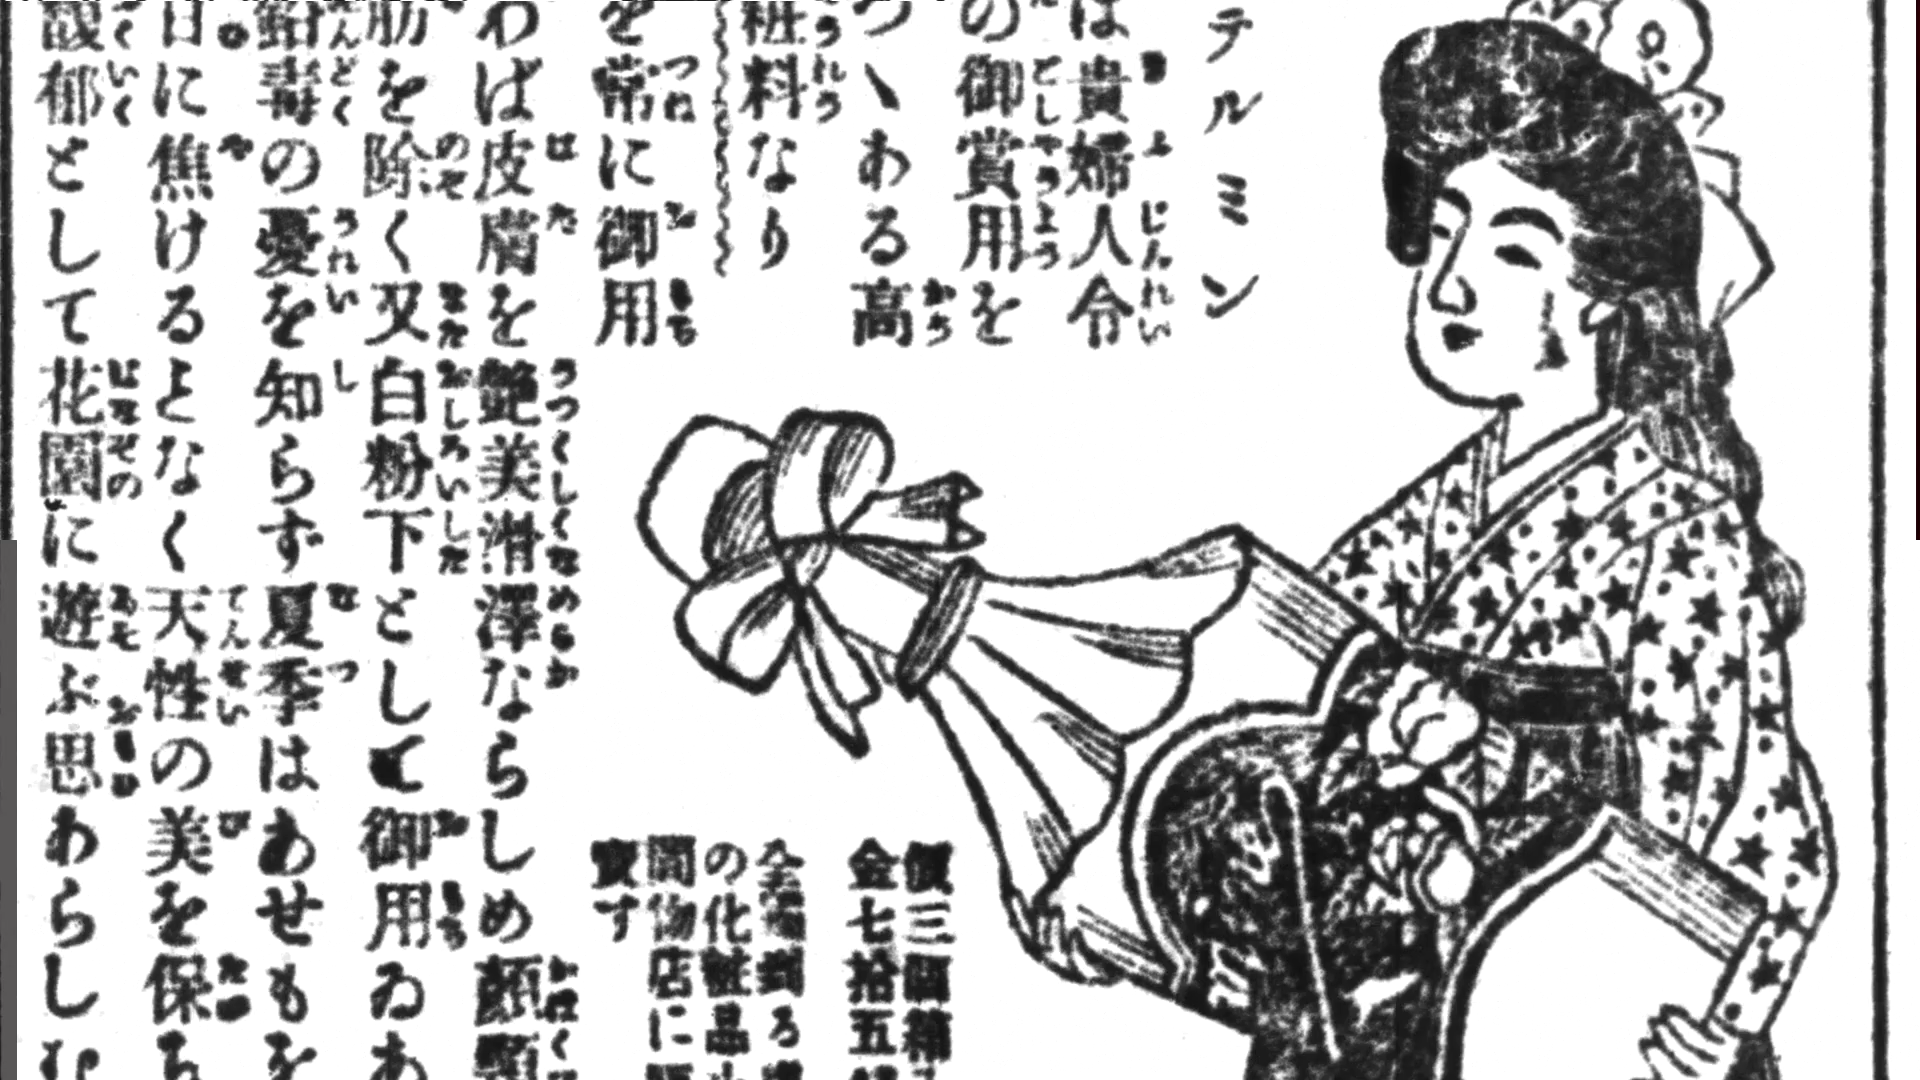 テルミン
は貴婦人令
の御賞用を
つゝある高
粧料なり
を常に御用
わば皮膚を艶美滑澤ならしめ顔
肪を除く又白粉下として御用ゐあ
鉛毒の憂を知らず夏季はあせもを
日に焦けるとなく天性の美を保ち
馥郁として花園に遊ぶ思あらしむ
價三個箱
金七拾五
全國到る
の化粧品
間物店に
賣す